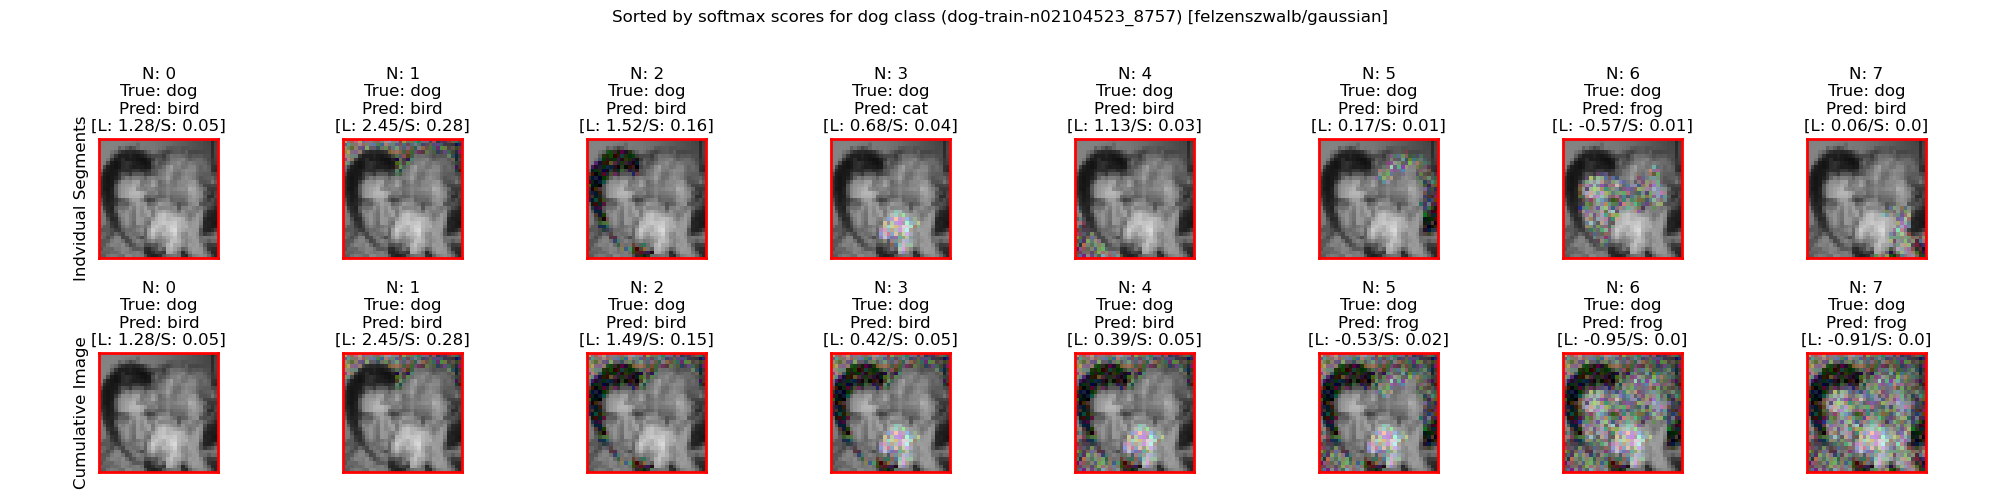 Sorted by softmax scores for dog class (dog-train-n02104523_8757) [felzenszwalb/gaussian]
Indvidual Segments
N: 0
True: dog
Pred: bird
[L: 1.28/S: 0.05]
N: 1
True: dog
Pred: bird
[L: 2.45/S: 0.28]
N: 2
True: dog
Pred: bird
[L: 1.52/S: 0.16]
N: 3
True: dog
Pred: cat
[L: 0.68/S: 0.04]
N: 4
True: dog
Pred: bird
[L: 1.13/S: 0.03]
N: 5
True: dog
Pred: bird
[L: 0.17/S: 0.01]
N: 6
True: dog
Pred: frog
[L: -0.57/S: 0.01]
N: 7
True: dog
Pred: bird
[L: 0.06/S: 0.0]
Cumulative Image
N: 0
True: dog
Pred: bird
[L: 1.28/S: 0.05]
N: 1
True: dog
Pred: bird
[L: 2.45/S: 0.28]
N: 2
True: dog
Pred: bird
[L: 1.49/S: 0.15]
N: 3
True: dog
Pred: bird
[L: 0.42/S: 0.05]
N: 4
True: dog
Pred: bird
[L: 0.39/S: 0.05]
N: 5
True: dog
Pred: frog
[L: -0.53/S: 0.02]
N: 6
True: dog
Pred: frog
[L: -0.95/S: 0.0]
N: 7
True: dog
Pred: frog
[L: -0.91/S: 0.0]